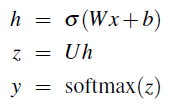 h = σ(Wx+b)
z = Uh
y = softmax(z)